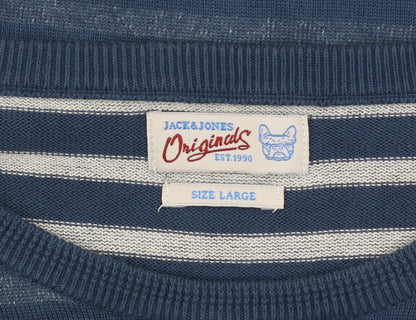 JACK&JONES
Originals
EST.1990
SIZE LARGE